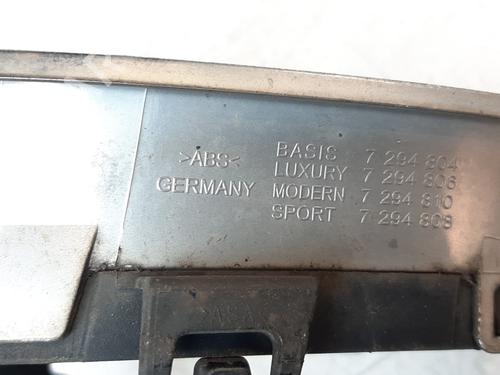 >ABS<
GERMANY
BASIS 7 294 804
LUXURY 7 294 806
MODERN 7 294 810
SPORT 7 294 808